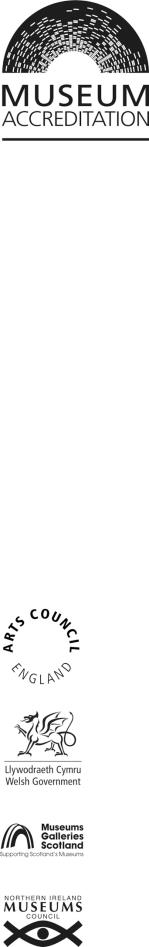 MUSEUM
ACCREDITATION
ARTS COUNCIL
ENGLAND
Llywodraeth Cymru
Welsh Government
Museums
Galleries
Scotland
Supporting Scotland's Museums
NORTHERN IRELAND
MUSEUMS
COUNCIL